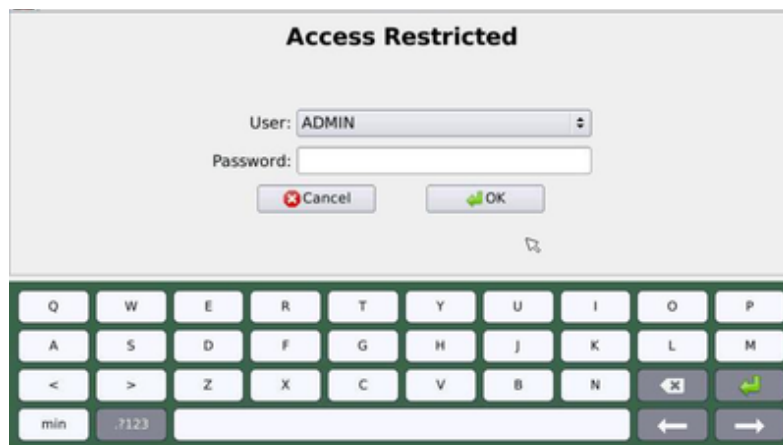 Access Restricted
User: ADMIN
Password:
Cancel OK
Q W E R T Y U I O P
A S D F G H J K L M
< > Z X C V B N
min .?123